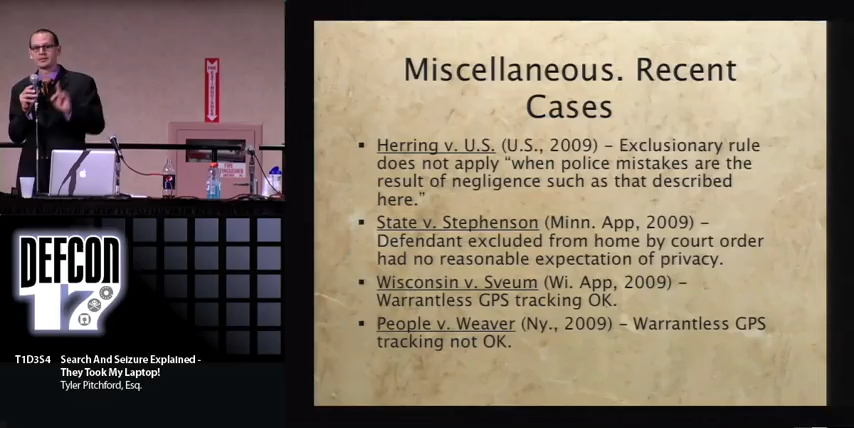 Miscellaneous. Recent
Cases
▪ Herring v. U.S. (U.S., 2009) – Exclusionary rule
does not apply “when police mistakes are the
result of negligence such as that described
here.”
▪ State v. Stephenson (Minn. App, 2009) –
Defendant excluded from home by court order
had no reasonable expectation of privacy.
▪ Wisconsin v. Sveum (Wi. App, 2009) –
Warrantless GPS tracking OK.
▪ People v. Weaver (Ny., 2009) – Warrantless GPS
tracking not OK.
DEFCON
17
T1D3S4 Search And Seizure Explained -
They Took My Laptop!
Tyler Pitchford, Esq.